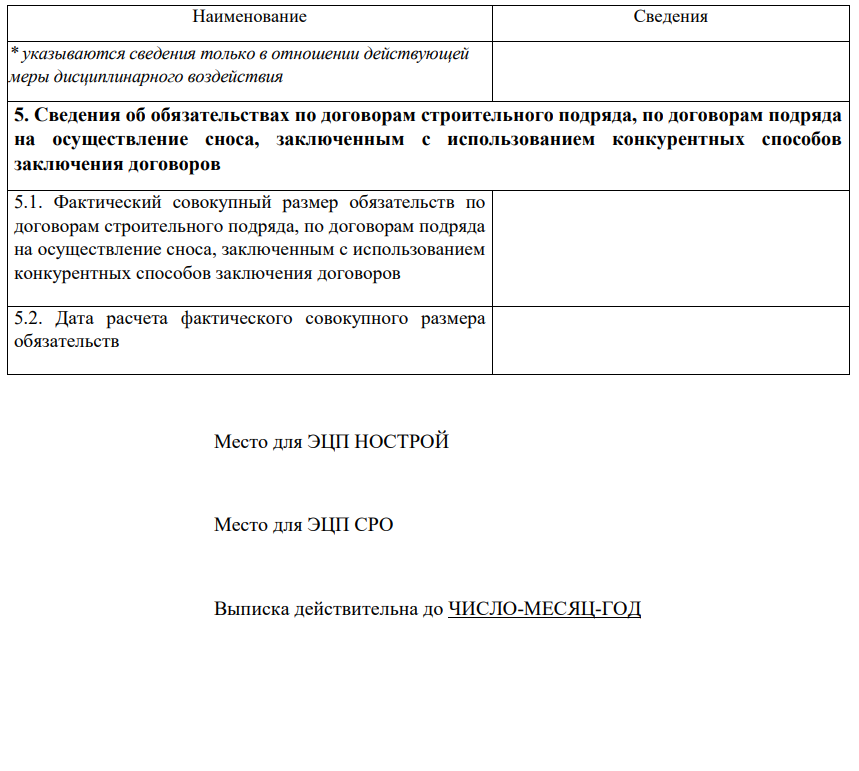 Наименование
Сведения
* указываются сведения только в отношении действующей
меры дисциплинарного воздействия
5. Сведения об обязательствах по договорам строительного подряда, по договорам подряда
на осуществление сноса, заключенным с использованием конкурентных способов
заключения договоров
5.1. Фактический совокупный размер обязательств по
договорам строительного подряда, по договорам подряда
на осуществление сноса, заключенным с использованием
конкурентных способов заключения договоров
5.2. Дата расчета фактического совокупного размера
обязательств
Место для ЭЦП НОСТРОЙ
Место для ЭЦП СРО
Выписка действительна до ЧИСЛО-МЕСЯЦ-ГОД